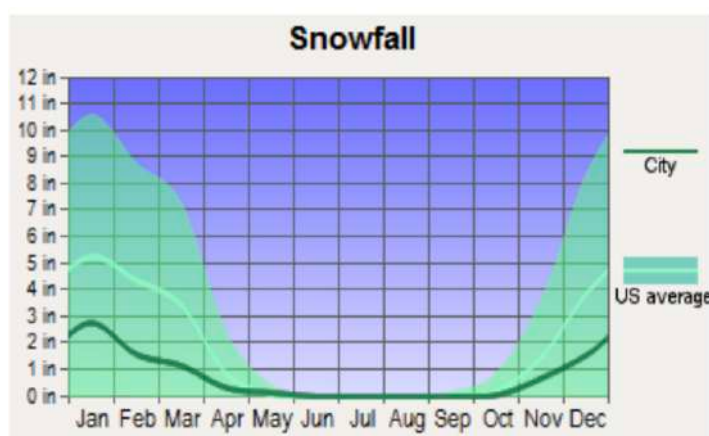 Snowfall
12 in
11 in
10 in
9 in
8 in
7 in
6 in
5 in
4 in
3 in
2 in
1 in
0 in
Jan Feb Mar Apr May Jun Jul Aug Sep Oct Nov Dec
City
US average